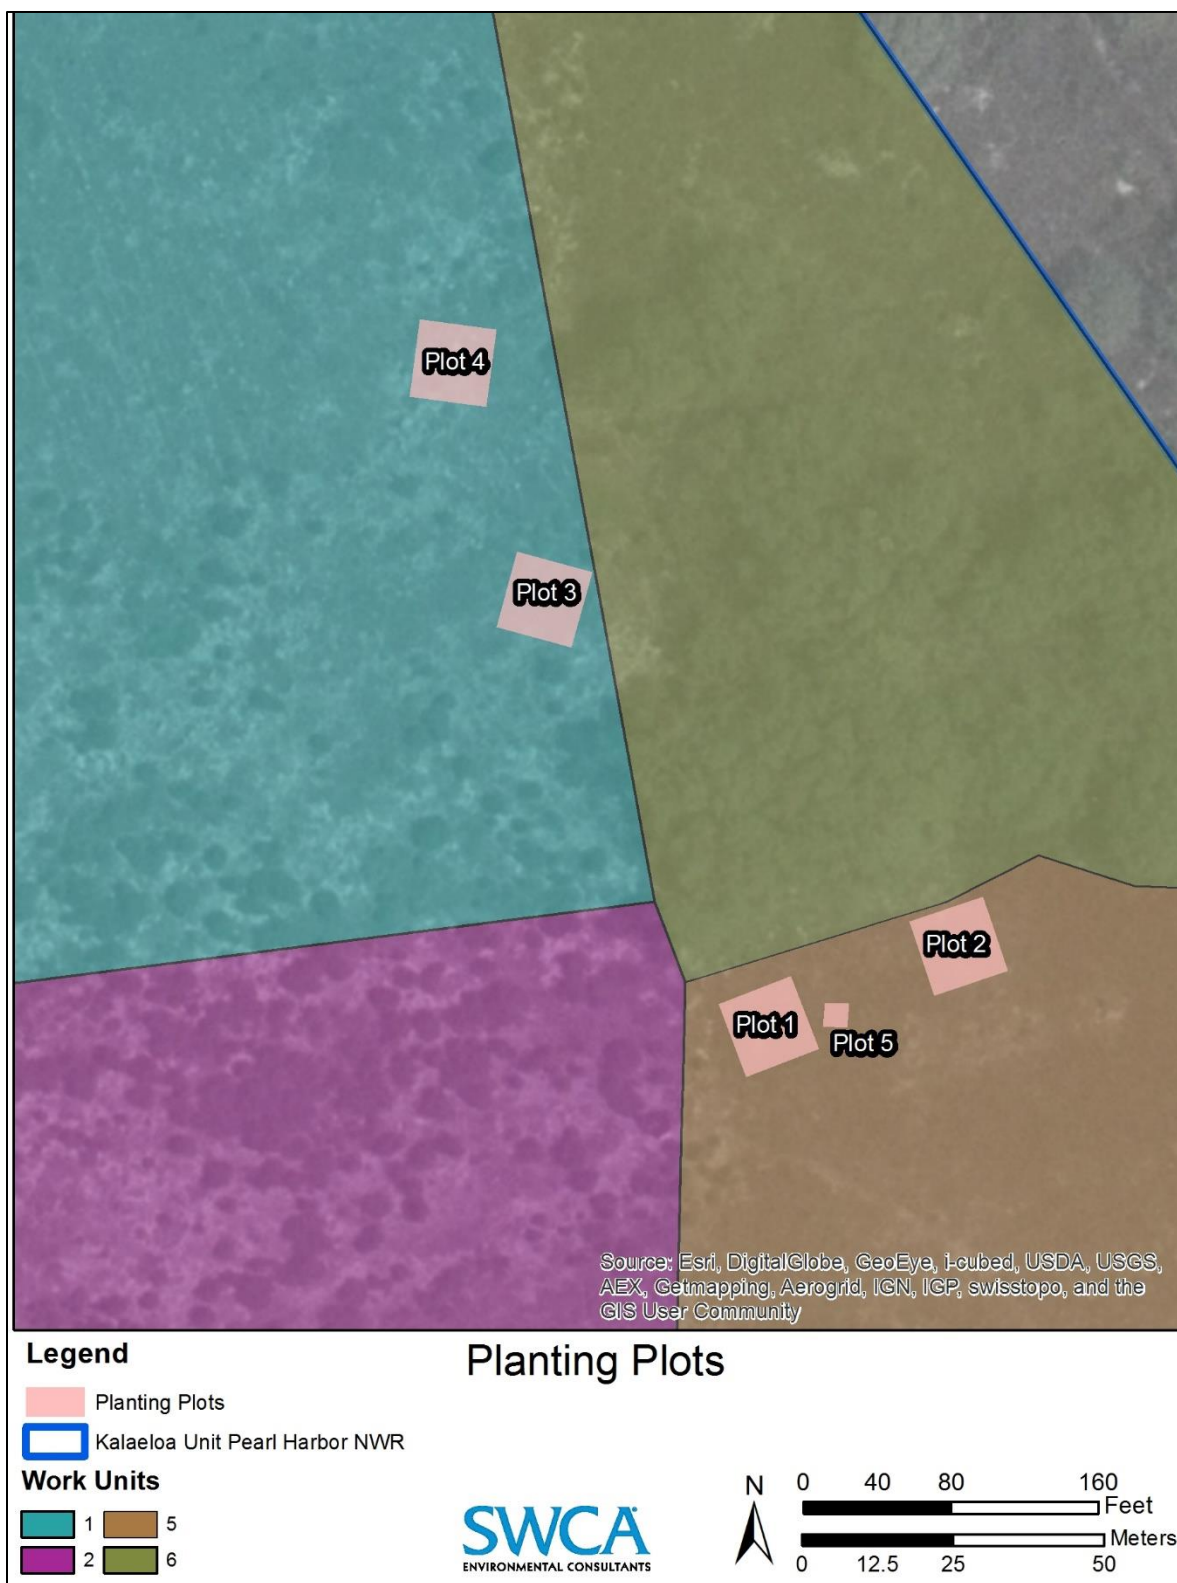 Plot 4
Plot 3
Plot 2
Plot 1
Plot 5
Source: Esri, DigitalGlobe, GeoEye, i-cubed, USDA, USGS,
AEX, Getmapping, Aerogrid, IGN, IGP, swisstopo, and the
GIS User Community
Legend
Planting Plots
Planting Plots
Kalaeloa Unit Pearl Harbor NWR
Work Units
1 5
2 6
SWCA
ENVIRONMENTAL CONSULTANTS
N
0 40 80 160
Feet
Meters
0 12.5 25 50